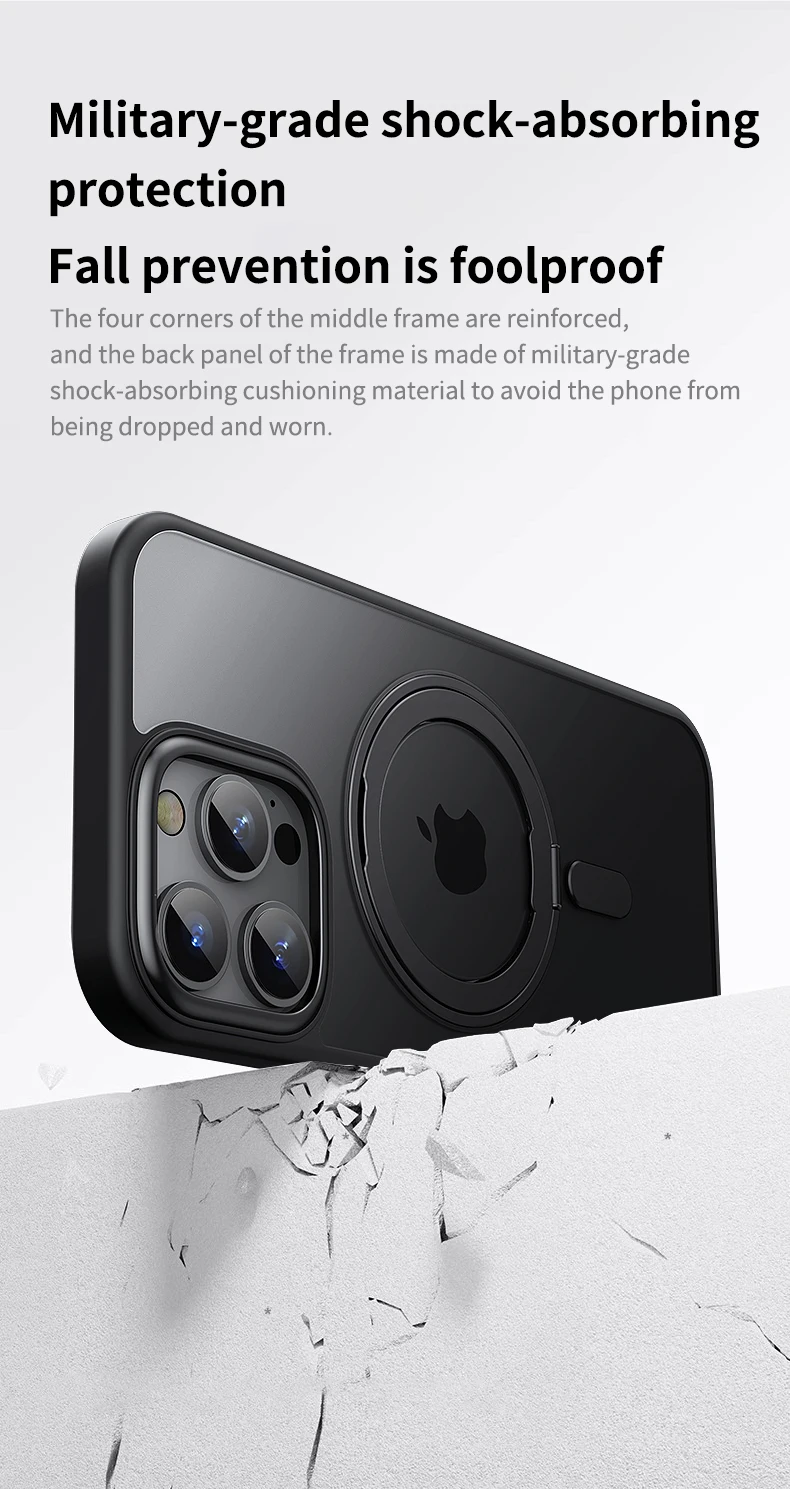 Military-grade shock-absorbing
protection
Fall prevention is foolproof
The four corners of the middle frame are reinforced,
and the back panel of the frame is made of military-grade
shock-absorbing cushioning material to avoid the phone from
being dropped and worn.